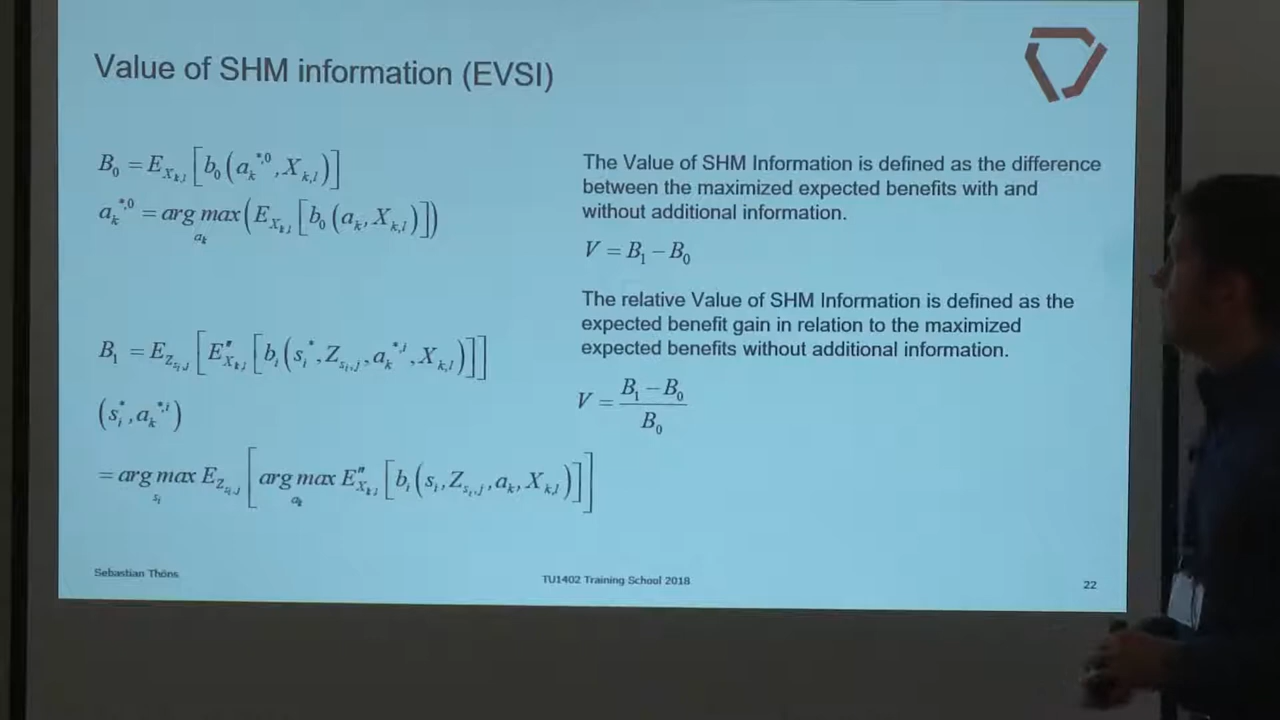 Value of SHM information (EVSI)
B₀ = E_{X_{k,l}} [b₀(a_k^{*,0}, X_{k,l})]
a_k^{*,0} = arg max_{a_k} (E_{X_{k,l}} [b₀(a_k, X_{k,l})])
B₁ = E_{Z_{s_i,j}} [E″_{X_{k,l}} [b_i(s_i^*, Z_{s_i,j}, a_k^{*,i}, X_{k,l})]]
(s_i^*, a_k^{*,i})
= arg max_{s_i} E_{Z_{s_i,j}} [arg max_{a_k} E″_{X_{k,l}} [b_i(s_i, Z_{s_i,j}, a_k, X_{k,l})]]
The Value of SHM Information is defined as the difference
between the maximized expected benefits with and
without additional information.
V = B₁ − B₀
The relative Value of SHM Information is defined as the
expected benefit gain in relation to the maximized
expected benefits without additional information.
V = (B₁ − B₀) / B₀
Sebastian Thöns
TU1402 Training School 2018
22